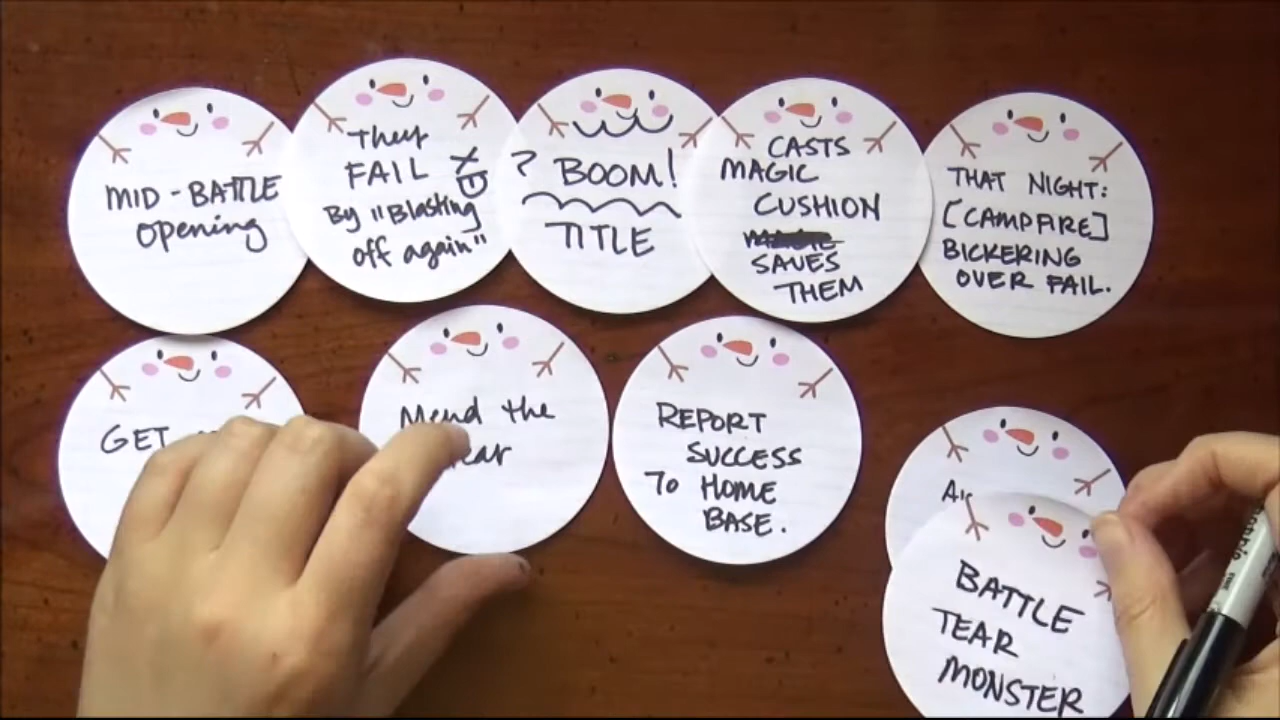 MID-BATTLE
opening
They
FAIL
By "Blasting
off again"
? BOOM!
TITLE
CASTS
MAGIC
CUSHION
SAVES
THEM
THAT NIGHT:
[CAMPFIRE]
BICKERING
OVER FAIL.
GET
Mend the
REPORT
SUCCESS
TO HOME
BASE.
BATTLE
TEAR
MONSTER